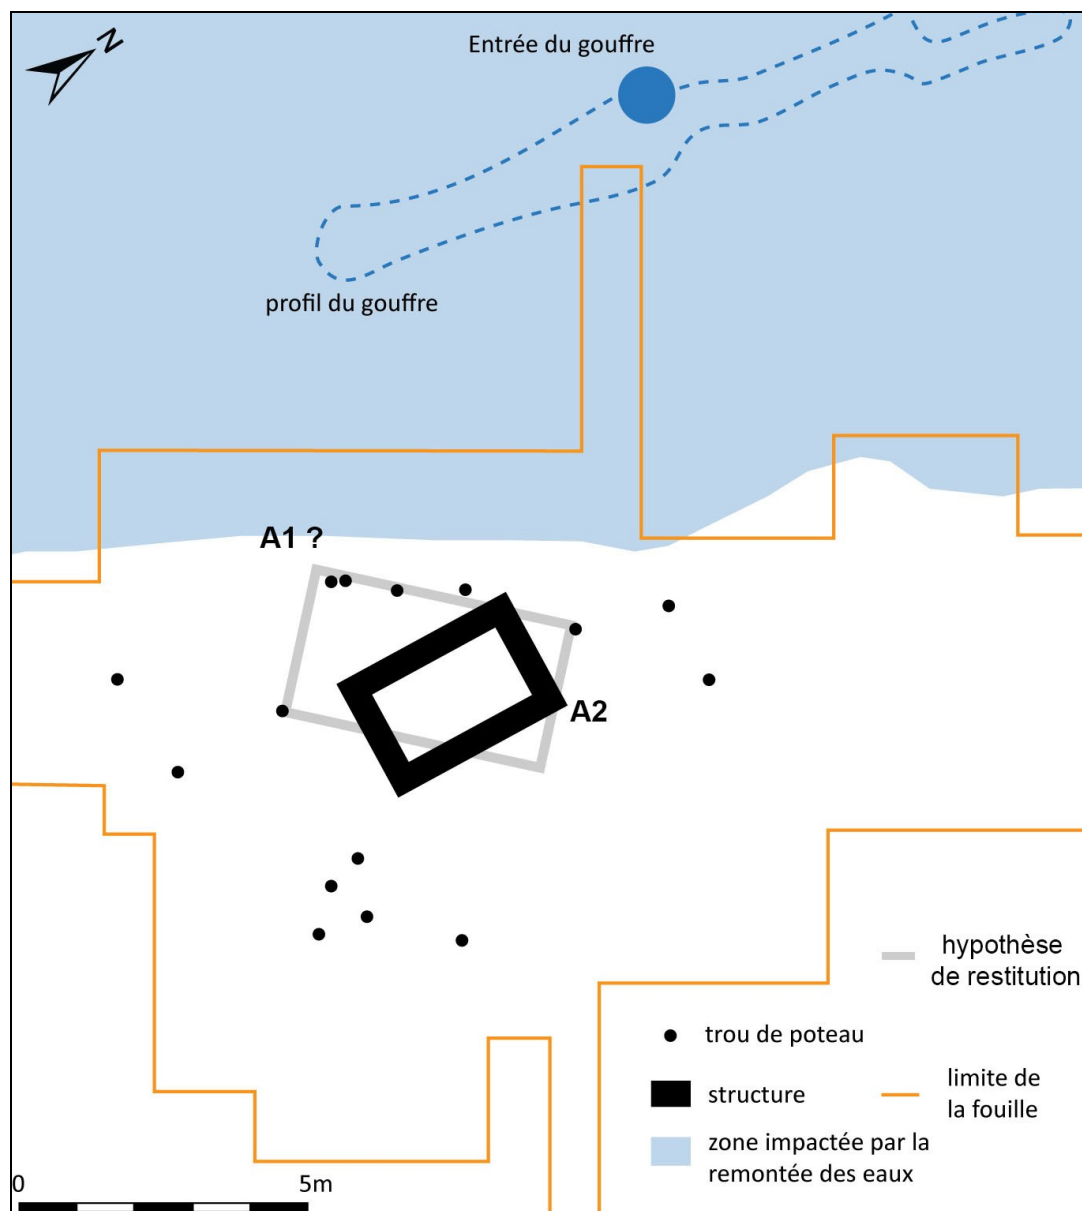 N
Entrée du gouffre
profil du gouffre
A1 ?
A2
hypothèse
de restitution
trou de poteau
structure
limite de
la fouille
zone impactée par la
remontée des eaux
0
5m